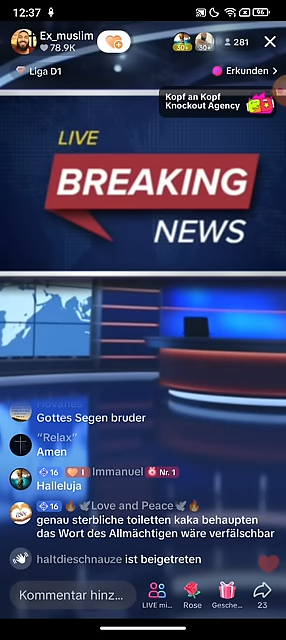 12:37
96
Ex_muslim
78.9K
30+
30+
281
Liga D1
Erkunden >
Kopf an Kopf
Knockout Agency
LIVE
BREAKING
NEWS
Gottes Segen bruder
"Relax"
Amen
16 I Immanuel Nr. 1
Halleluja
16 🔥🕊Love and Peace🕊🔥
genau sterbliche toiletten kaka behaupten
das Wort des Allmächtigen wäre verfälschbar
haltdieschnauze ist beigetreten
Kommentar hinz...
LIVE mi...
Rose
Gesche...
23